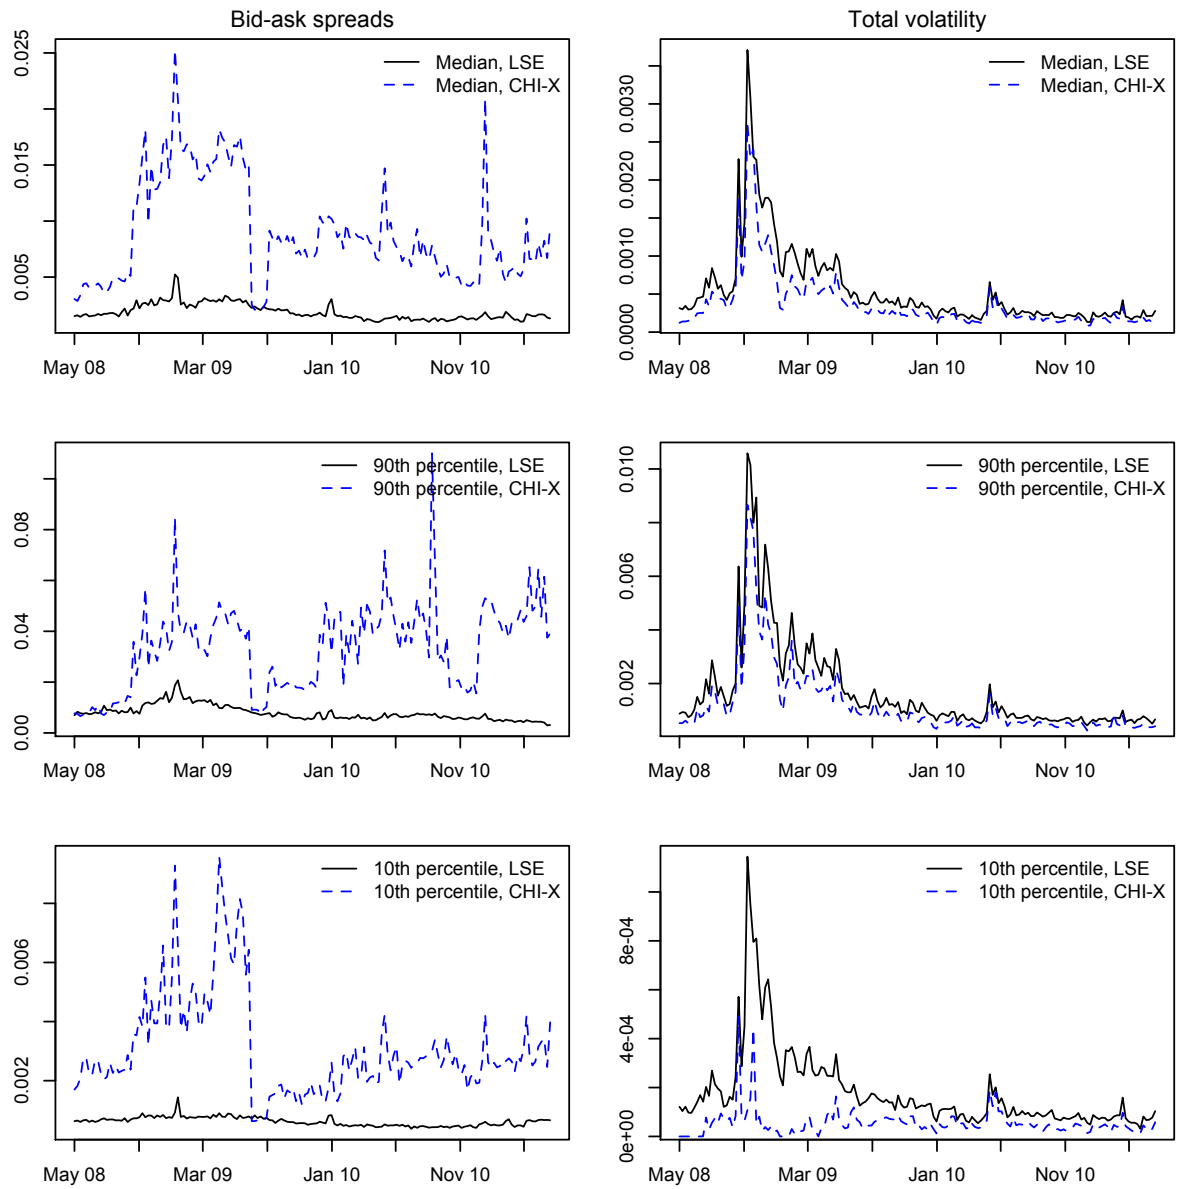 Bid-ask spreads
Median, LSE
Median, CHI-X
0.025
0.015
0.005
May 08 Mar 09 Jan 10 Nov 10
Total volatility
Median, LSE
Median, CHI-X
0.0030
0.0020
0.0010
0.0000
May 08 Mar 09 Jan 10 Nov 10
90th percentile, LSE
90th percentile, CHI-X
0.08
0.04
0.00
May 08 Mar 09 Jan 10 Nov 10
90th percentile, LSE
90th percentile, CHI-X
0.010
0.006
0.002
May 08 Mar 09 Jan 10 Nov 10
10th percentile, LSE
10th percentile, CHI-X
0.006
0.002
May 08 Mar 09 Jan 10 Nov 10
10th percentile, LSE
10th percentile, CHI-X
8e-04
4e-04
0e+00
May 08 Mar 09 Jan 10 Nov 10